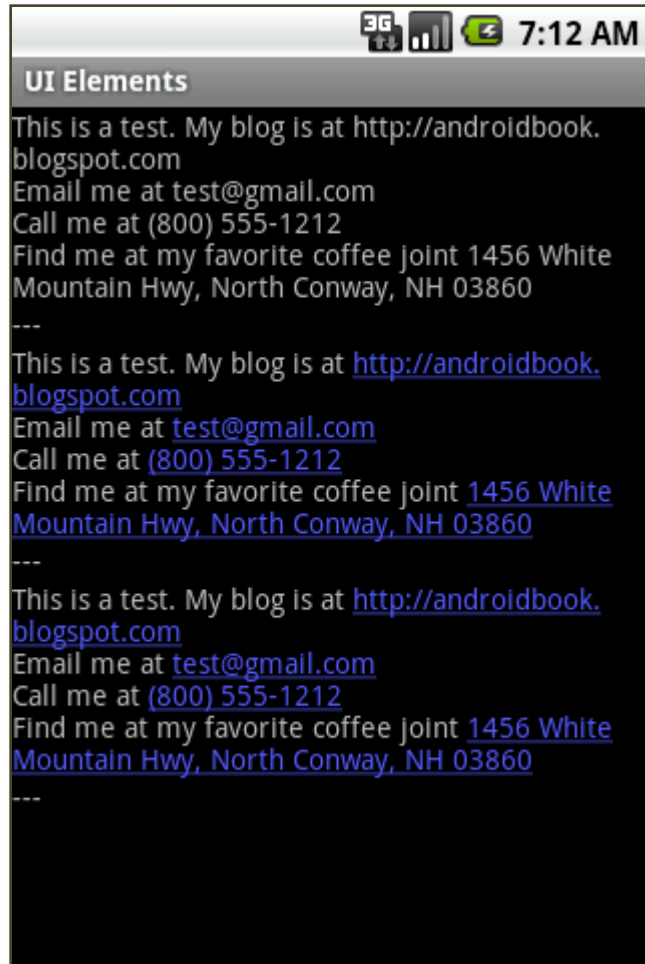 3G 7:12 AM
UI Elements
This is a test. My blog is at http://androidbook.
blogspot.com
Email me at test@gmail.com
Call me at (800) 555-1212
Find me at my favorite coffee joint 1456 White
Mountain Hwy, North Conway, NH 03860
---
This is a test. My blog is at http://androidbook.
blogspot.com
Email me at test@gmail.com
Call me at (800) 555-1212
Find me at my favorite coffee joint 1456 White
Mountain Hwy, North Conway, NH 03860
---
This is a test. My blog is at http://androidbook.
blogspot.com
Email me at test@gmail.com
Call me at (800) 555-1212
Find me at my favorite coffee joint 1456 White
Mountain Hwy, North Conway, NH 03860
---